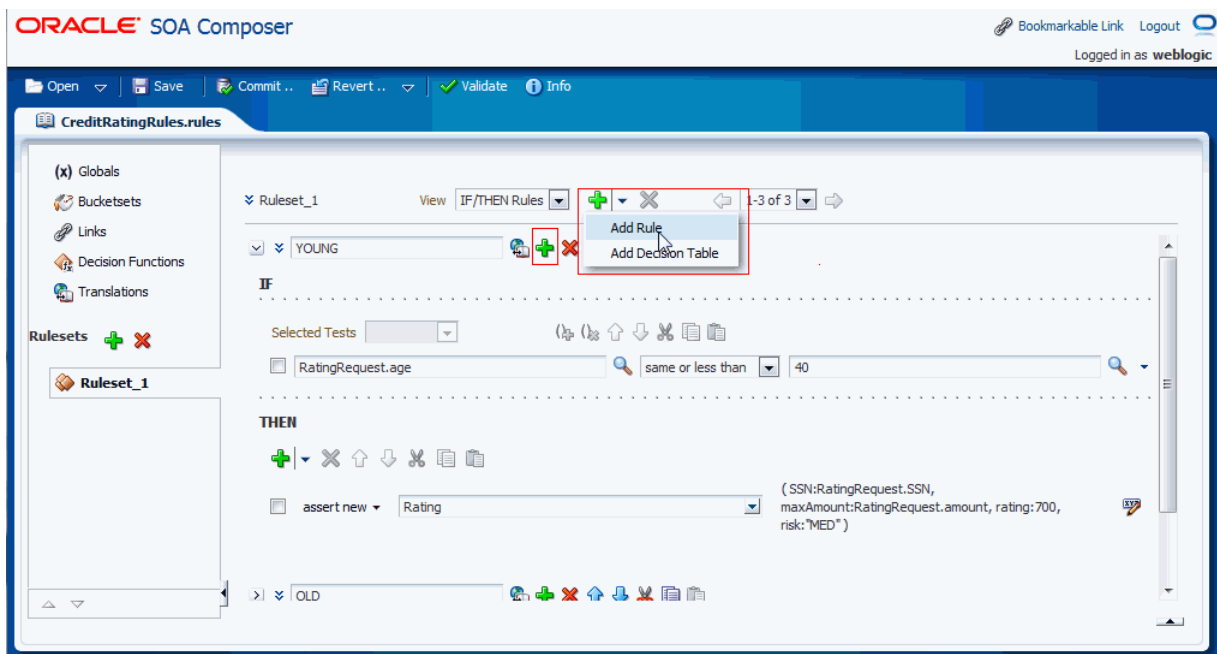 ORACLE SOA Composer
Bookmarkable Link Logout
Logged in as weblogic
Open Save Commit .. Revert .. Validate Info
CreditRatingRules.rules
(x) Globals
Bucketsets
Links
Decision Functions
Translations
Rulesets
Ruleset_1
Ruleset_1 View IF/THEN Rules 1-3 of 3
Add Rule
Add Decision Table
YOUNG
IF
Selected Tests
RatingRequest.age same or less than 40
THEN
assert new Rating
( SSN:RatingRequest.SSN,
maxAmount:RatingRequest.amount, rating:700,
risk:"MED" )
OLD